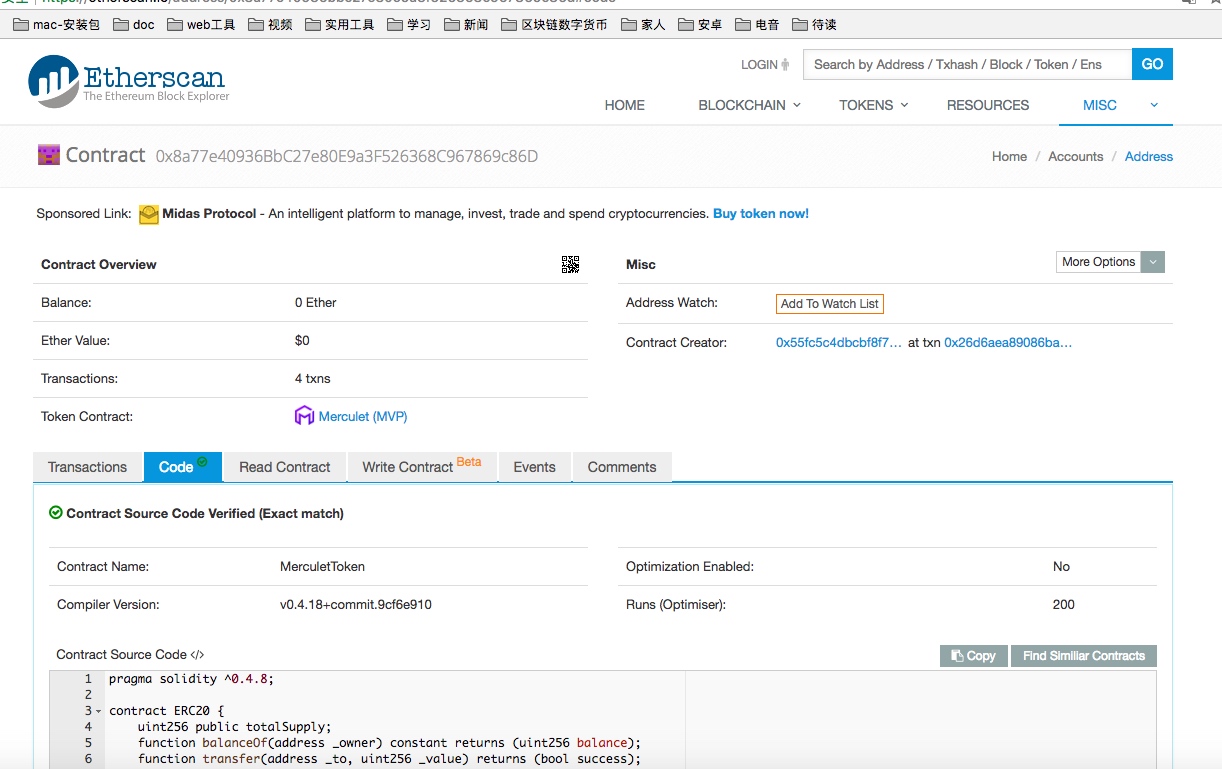 mac-安装包 doc web工具 视频 实用工具 学习 新闻 区块链数字货币 家人 安卓 电音 待读
Etherscan
The Ethereum Block Explorer
LOGIN
Search by Address / Txhash / Block / Token / Ens
GO
HOME BLOCKCHAIN TOKENS RESOURCES MISC
Contract 0x8a77e40936BbC27e80E9a3F526368C967869c86D
Home / Accounts / Address
Sponsored Link: Midas Protocol - An intelligent platform to manage, invest, trade and spend cryptocurrencies. Buy token now!
Contract Overview
Balance: 0 Ether
Ether Value: $0
Transactions: 4 txns
Token Contract: Merculet (MVP)
Misc
More Options
Address Watch: Add To Watch List
Contract Creator: 0x55fc5c4dbcbf8f7... at txn 0x26d6aea89086ba...
Transactions Code Read Contract Write Contract Beta Events Comments
Contract Source Code Verified (Exact match)
Contract Name: MerculetToken
Compiler Version: v0.4.18+commit.9cf6e910
Optimization Enabled: No
Runs (Optimiser): 200
Contract Source Code </>
Copy
Find Similiar Contracts
1 pragma solidity ^0.4.8;
2
3 contract ERC20 {
4 uint256 public totalSupply;
5 function balanceOf(address _owner) constant returns (uint256 balance);
6 function transfer(address _to, uint256 _value) returns (bool success);